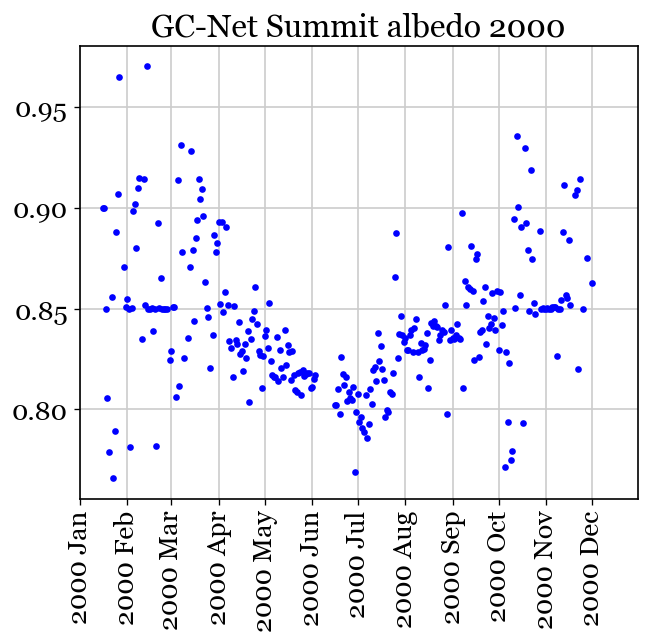 GC-Net Summit albedo 2000
0.95
0.90
0.85
0.80
2000 Jan
2000 Feb
2000 Mar
2000 Apr
2000 May
2000 Jun
2000 Jul
2000 Aug
2000 Sep
2000 Oct
2000 Nov
2000 Dec